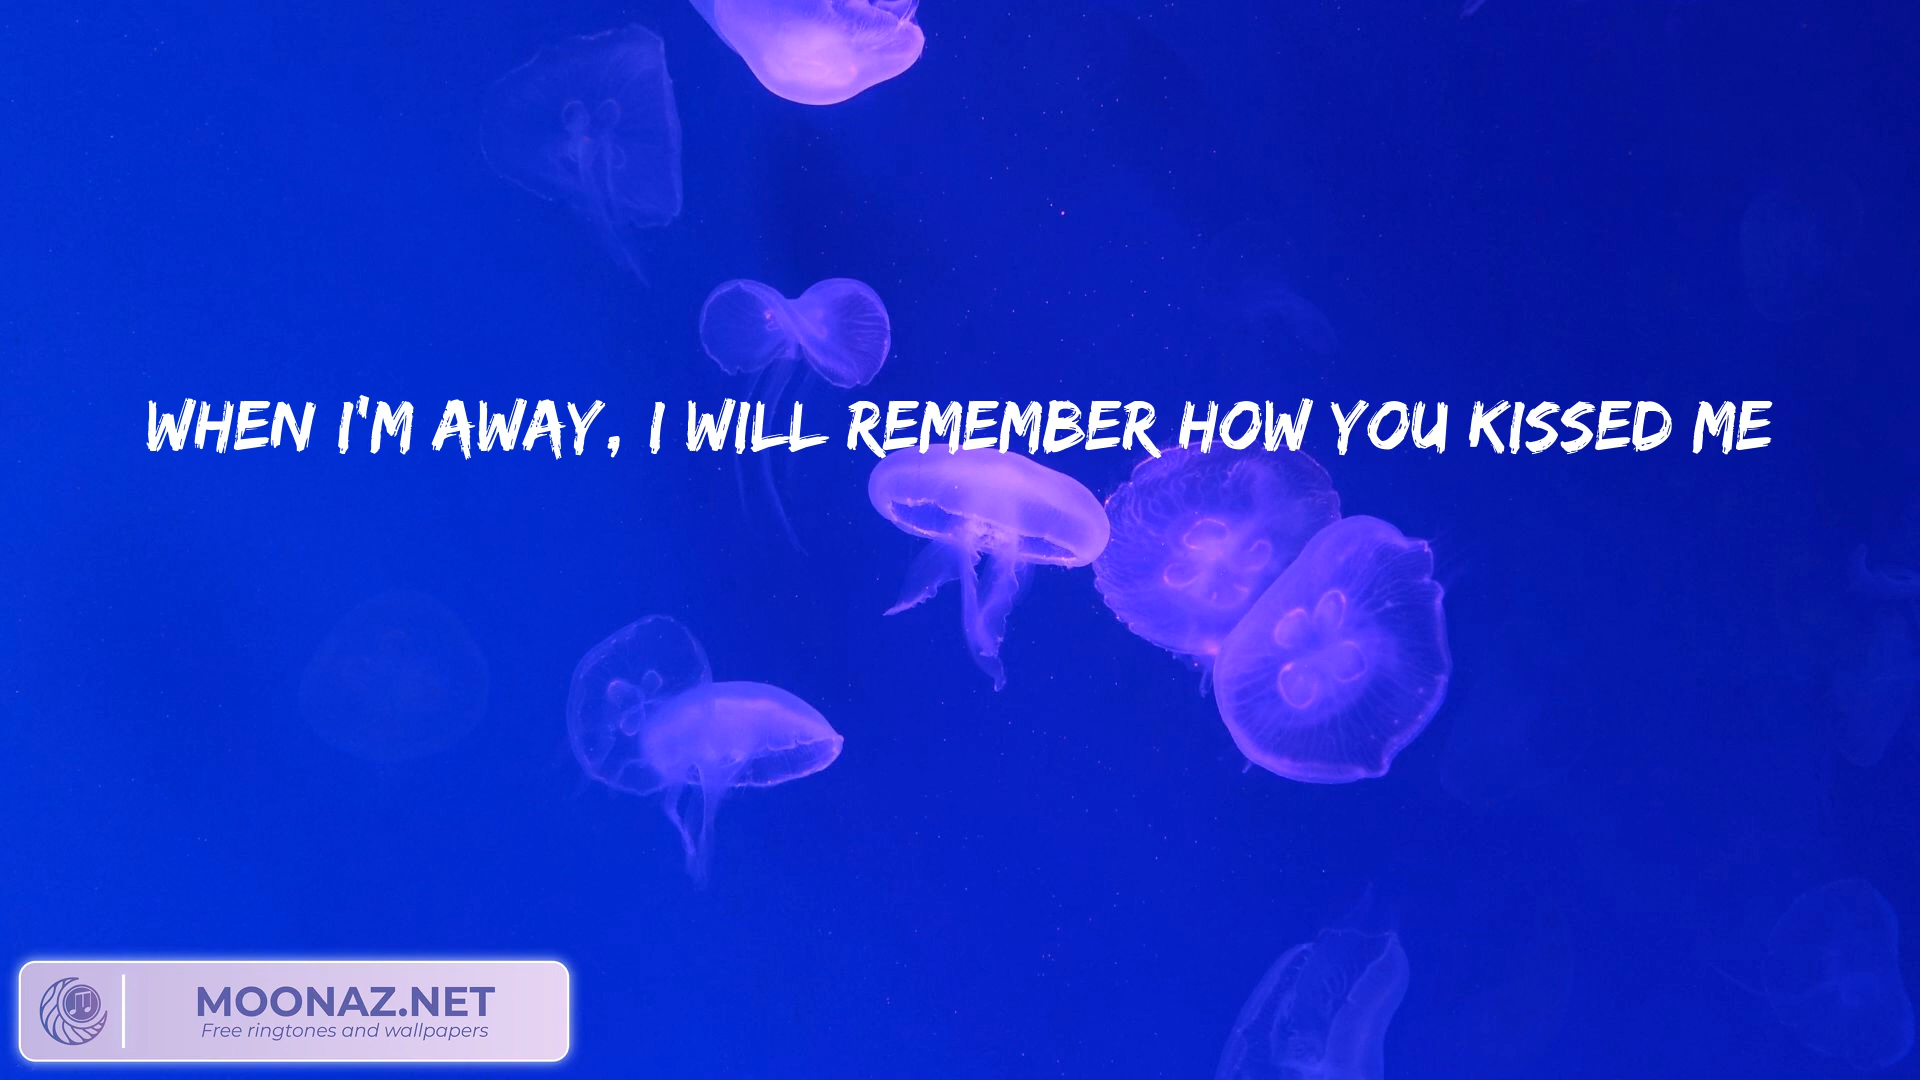 WHEN I'M AWAY, I WILL REMEMBER HOW YOU KISSED ME
MOONAZ.NET
Free ringtones and wallpapers